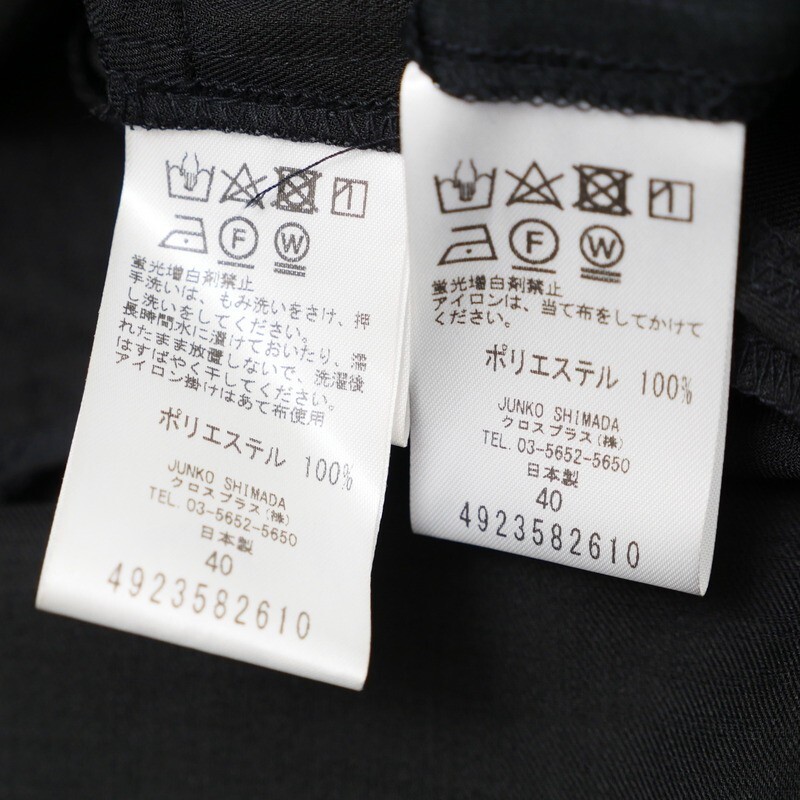 F W
蛍光増白剤禁止
手洗いは、もみ洗いをさけ、押
し洗いをしてください。
長時間水に漬けておいたり、濡
れたまま放置しないで、洗濯後
はすばやく干してください。
アイロン掛けはあて布使用
ポリエステル 100%
JUNKO SHIMADA
クロスプラス(株)
TEL.03-5652-5650
日本製
40
4923582610
F W
蛍光増白剤禁止
アイロンは、当て布をしてかけて
ください。
ポリエステル 100%
JUNKO SHIMADA
クロスプラス(株)
TEL.03-5652-5650
日本製
40
4923582610